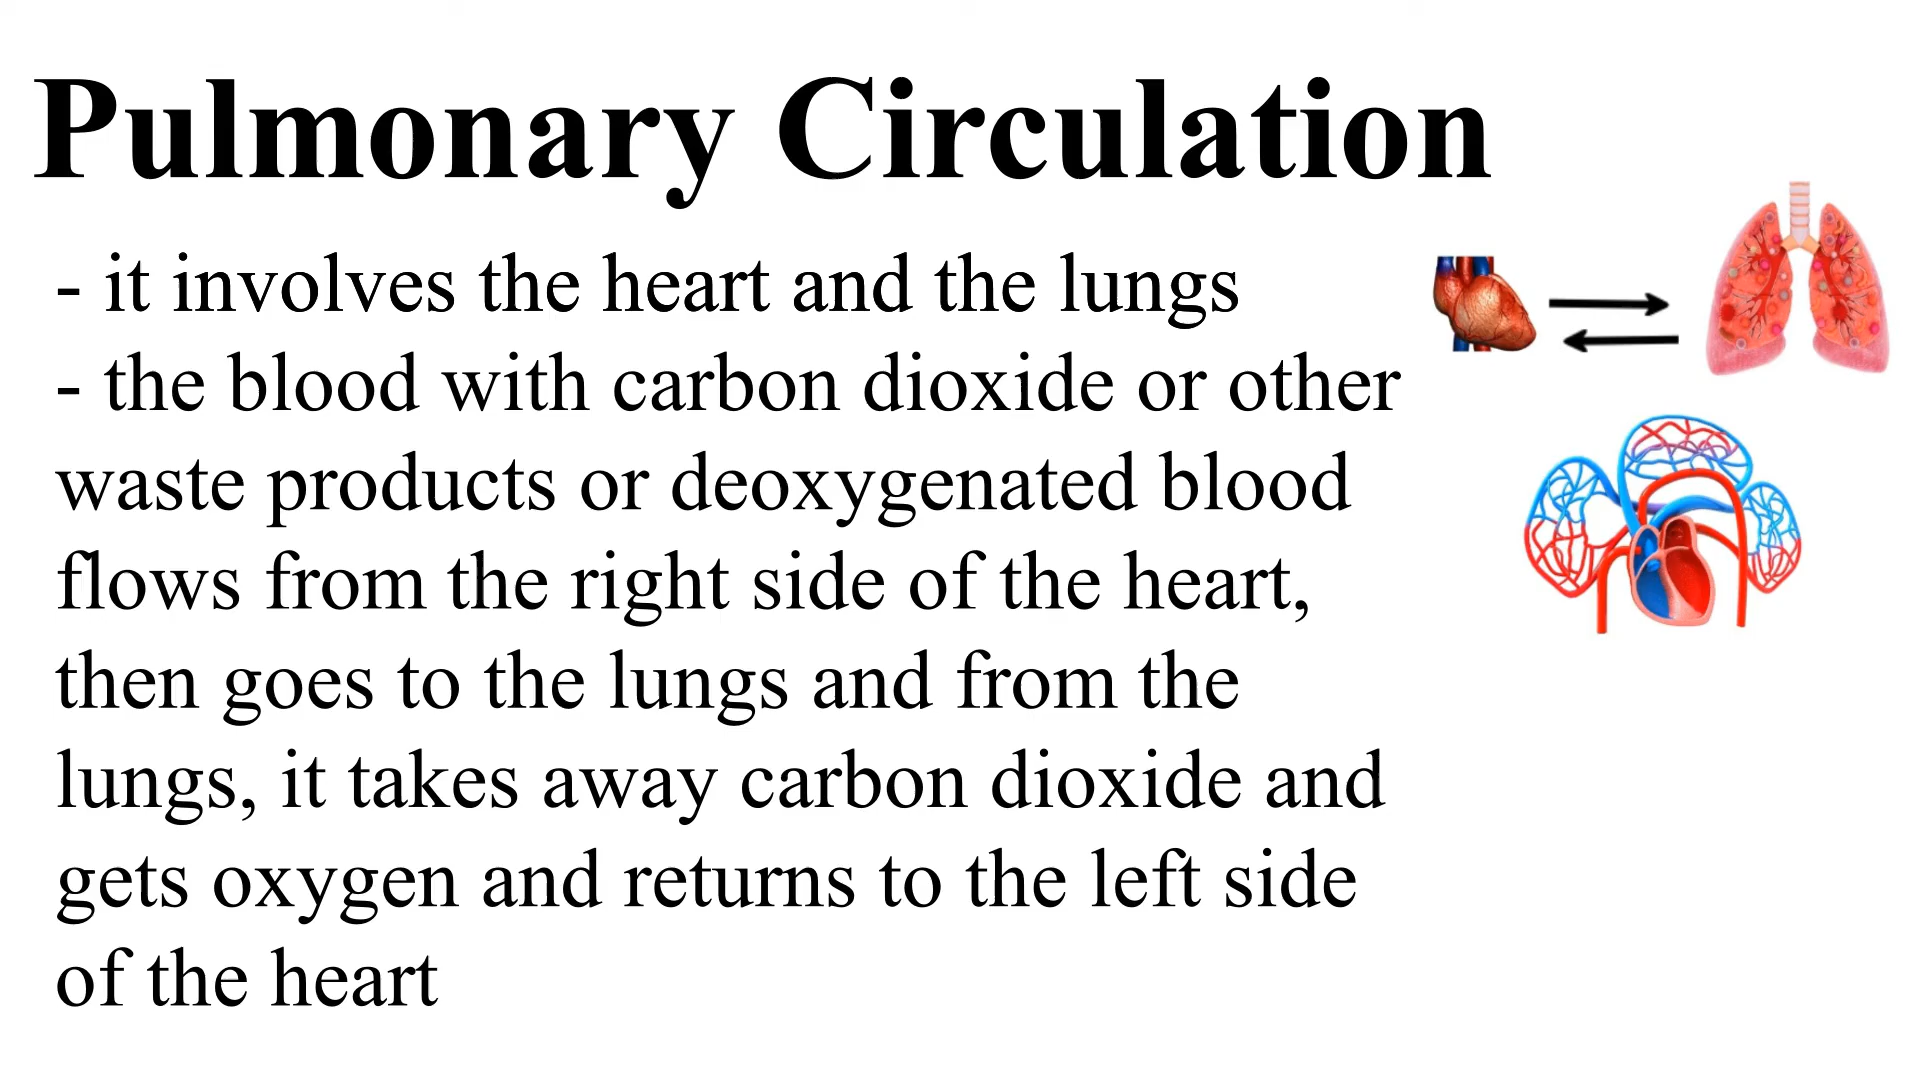 Pulmonary Circulation
- it involves the heart and the lungs
- the blood with carbon dioxide or other
waste products or deoxygenated blood
flows from the right side of the heart,
then goes to the lungs and from the
lungs, it takes away carbon dioxide and
gets oxygen and returns to the left side
of the heart